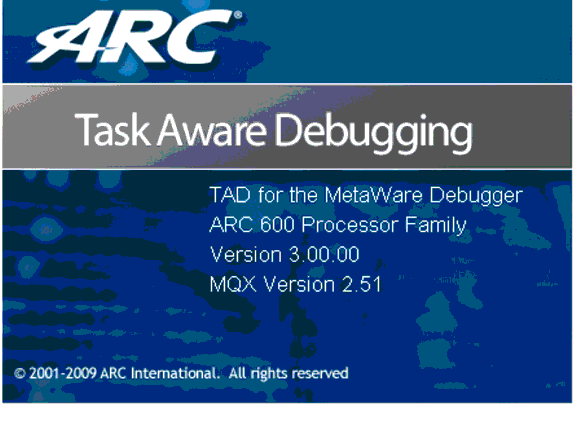 ARC®
Task Aware Debugging
TAD for the MetaWare Debugger
ARC 600 Processor Family
Version 3.00.00
MQX Version 2.51
© 2001-2009 ARC International. All rights reserved